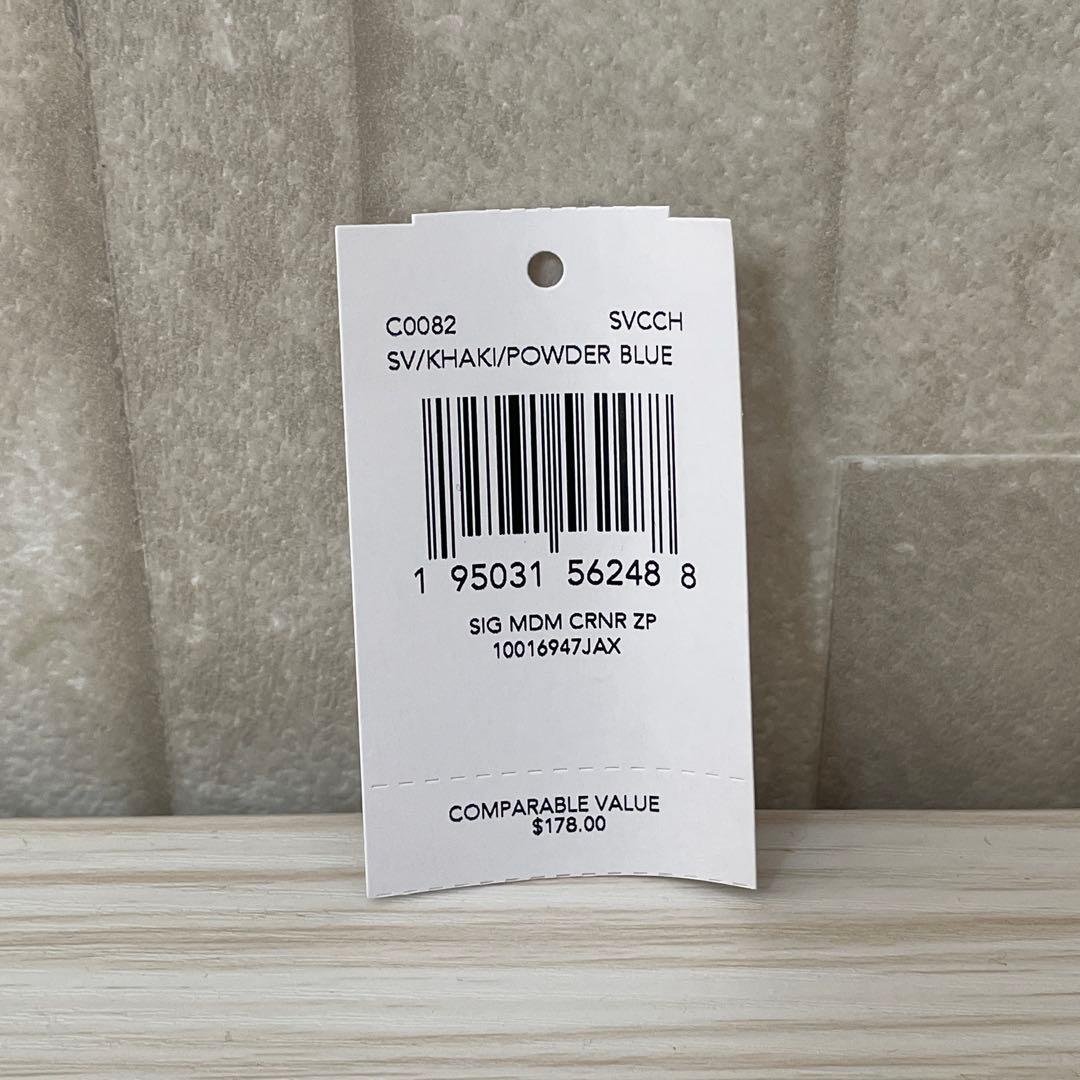 C0082 SVCCH
SV/KHAKI/POWDER BLUE
1 95031 56248 8
SIG MDM CRNR ZP
10016947JAX
COMPARABLE VALUE
$178.00